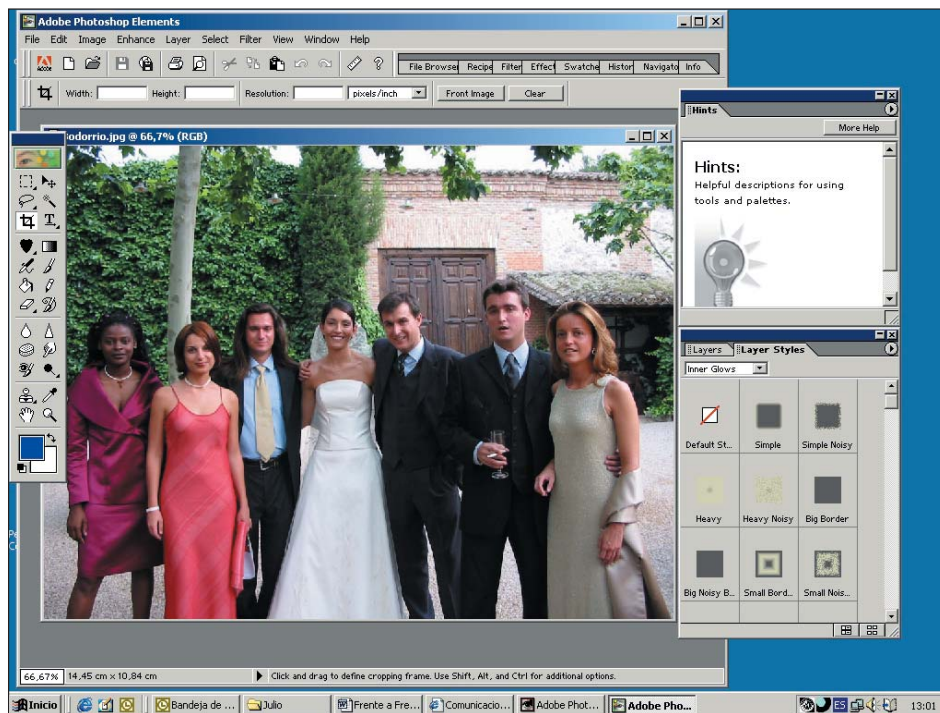 Adobe Photoshop Elements
File Edit Image Enhance Layer Select Filter View Window Help
File Browser Recipe Filter Effect Swatche Histor Navigato Info
Width: Height: Resolution: pixels/inch Front Image Clear
odorrio.jpg @ 66,7% (RGB)
Hints
More Help
Hints:
Helpful descriptions for using
tools and palettes.
Layers Layer Styles
Inner Glows
Default St... Simple Simple Noisy
Heavy Heavy Noisy Big Border
Big Noisy B... Small Bord... Small Nois...
66,67% 14,45 cm x 10,84 cm Click and drag to define cropping frame. Use Shift, Alt, and Ctrl for additional options.
Inicio Bandeja de ... Julio Frente a Fre... Comunicacio... Adobe Phot... Adobe Pho... ES 13:01